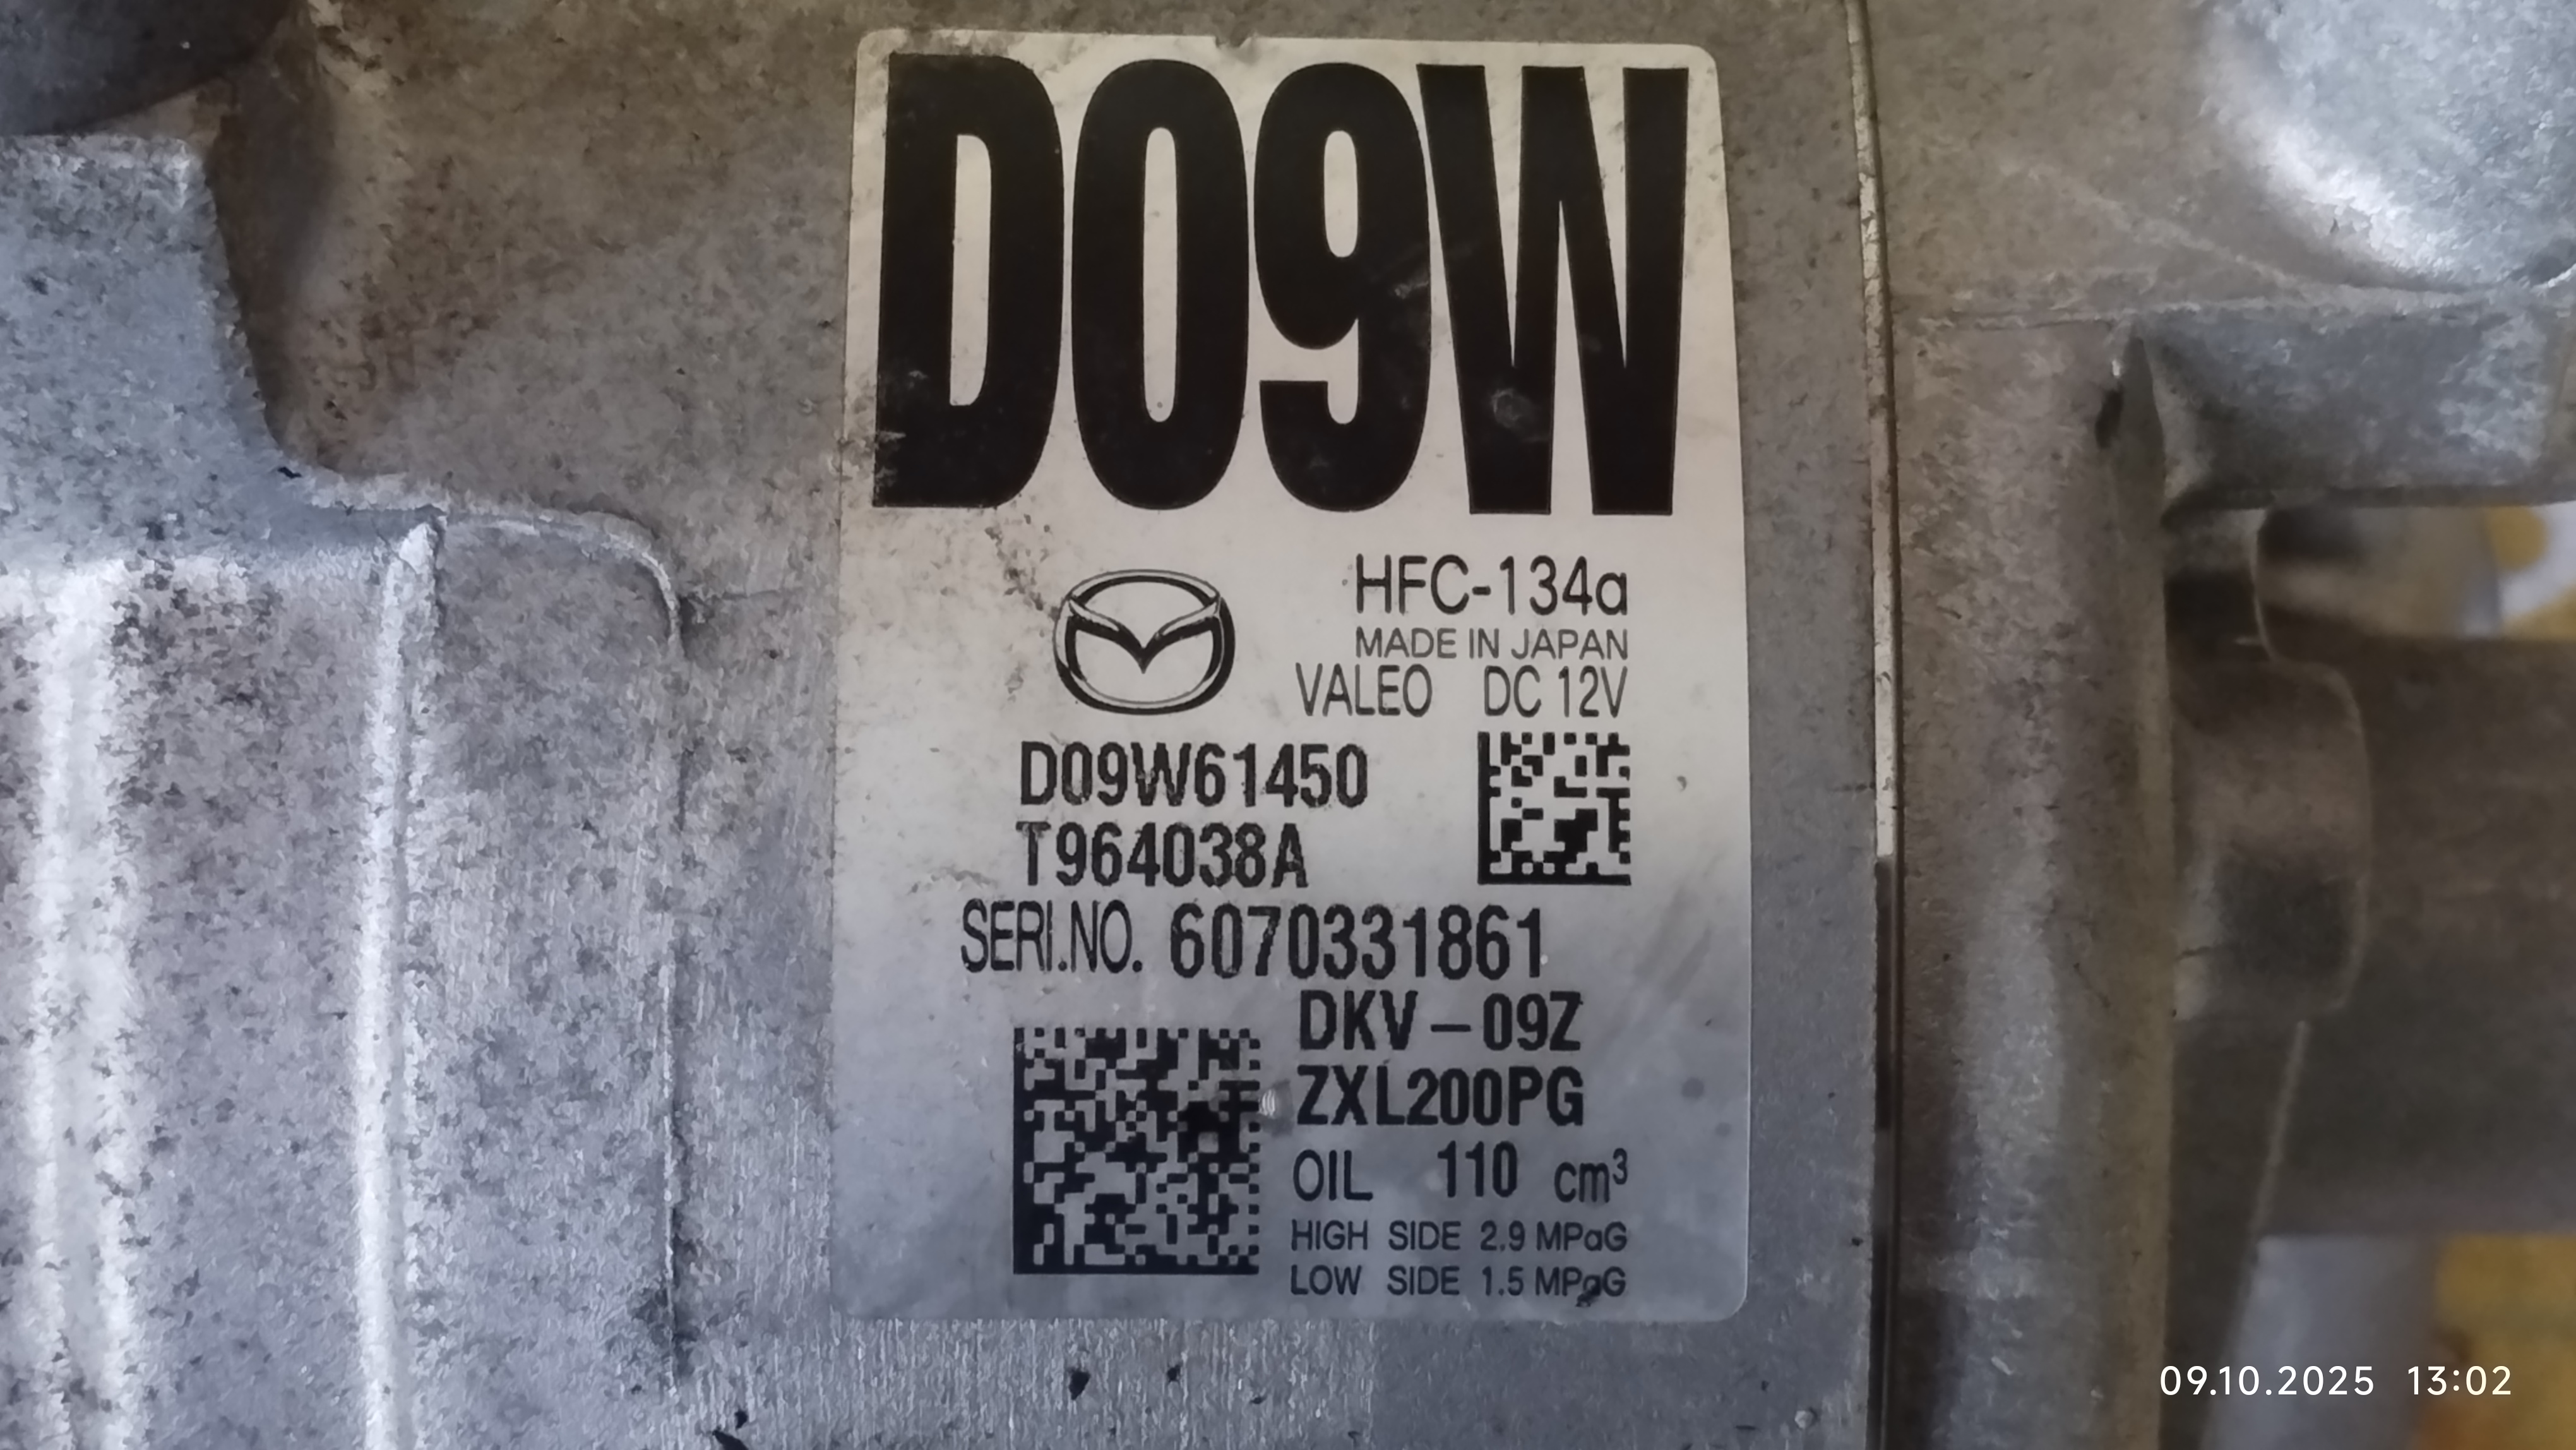 D09W
HFC-134a
MADE IN JAPAN
VALEO DC 12V
D09W61450
T964038A
SERI.NO. 6070331861
DKV-09Z
ZXL200PG
OIL 110 cm³
HIGH SIDE 2.9 MPaG
LOW SIDE 1.5 MPaG
09.10.2025 13:02